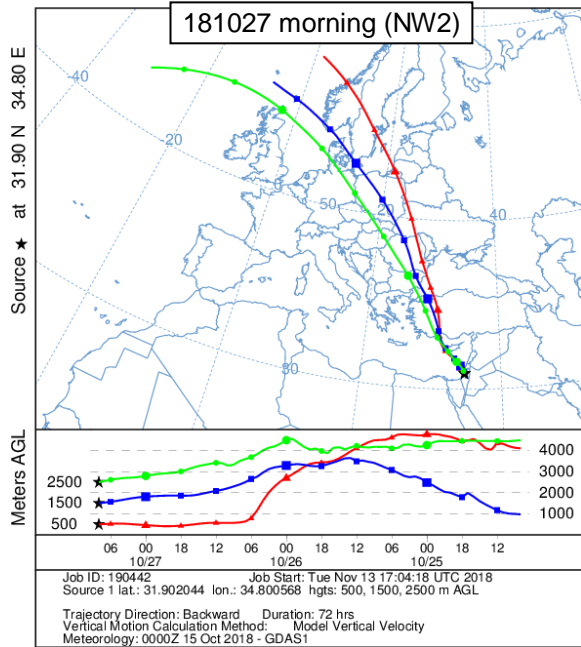 181027 morning (NW2)
Source ★ at 31.90 N 34.80 E
-40
-20
0
50
40
30
Meters AGL
2500
1500
500
4000
3000
2000
1000
06 00 18 12 06 00 18 12 06 00 18 12
10/27 10/26 10/25
Job ID: 190442 Job Start: Tue Nov 13 17:04:18 UTC 2018
Source 1 lat.: 31.902044 lon.: 34.800568 hgts: 500, 1500, 2500 m AGL
Trajectory Direction: Backward Duration: 72 hrs
Vertical Motion Calculation Method: Model Vertical Velocity
Meteorology: 0000Z 15 Oct 2018 - GDAS1